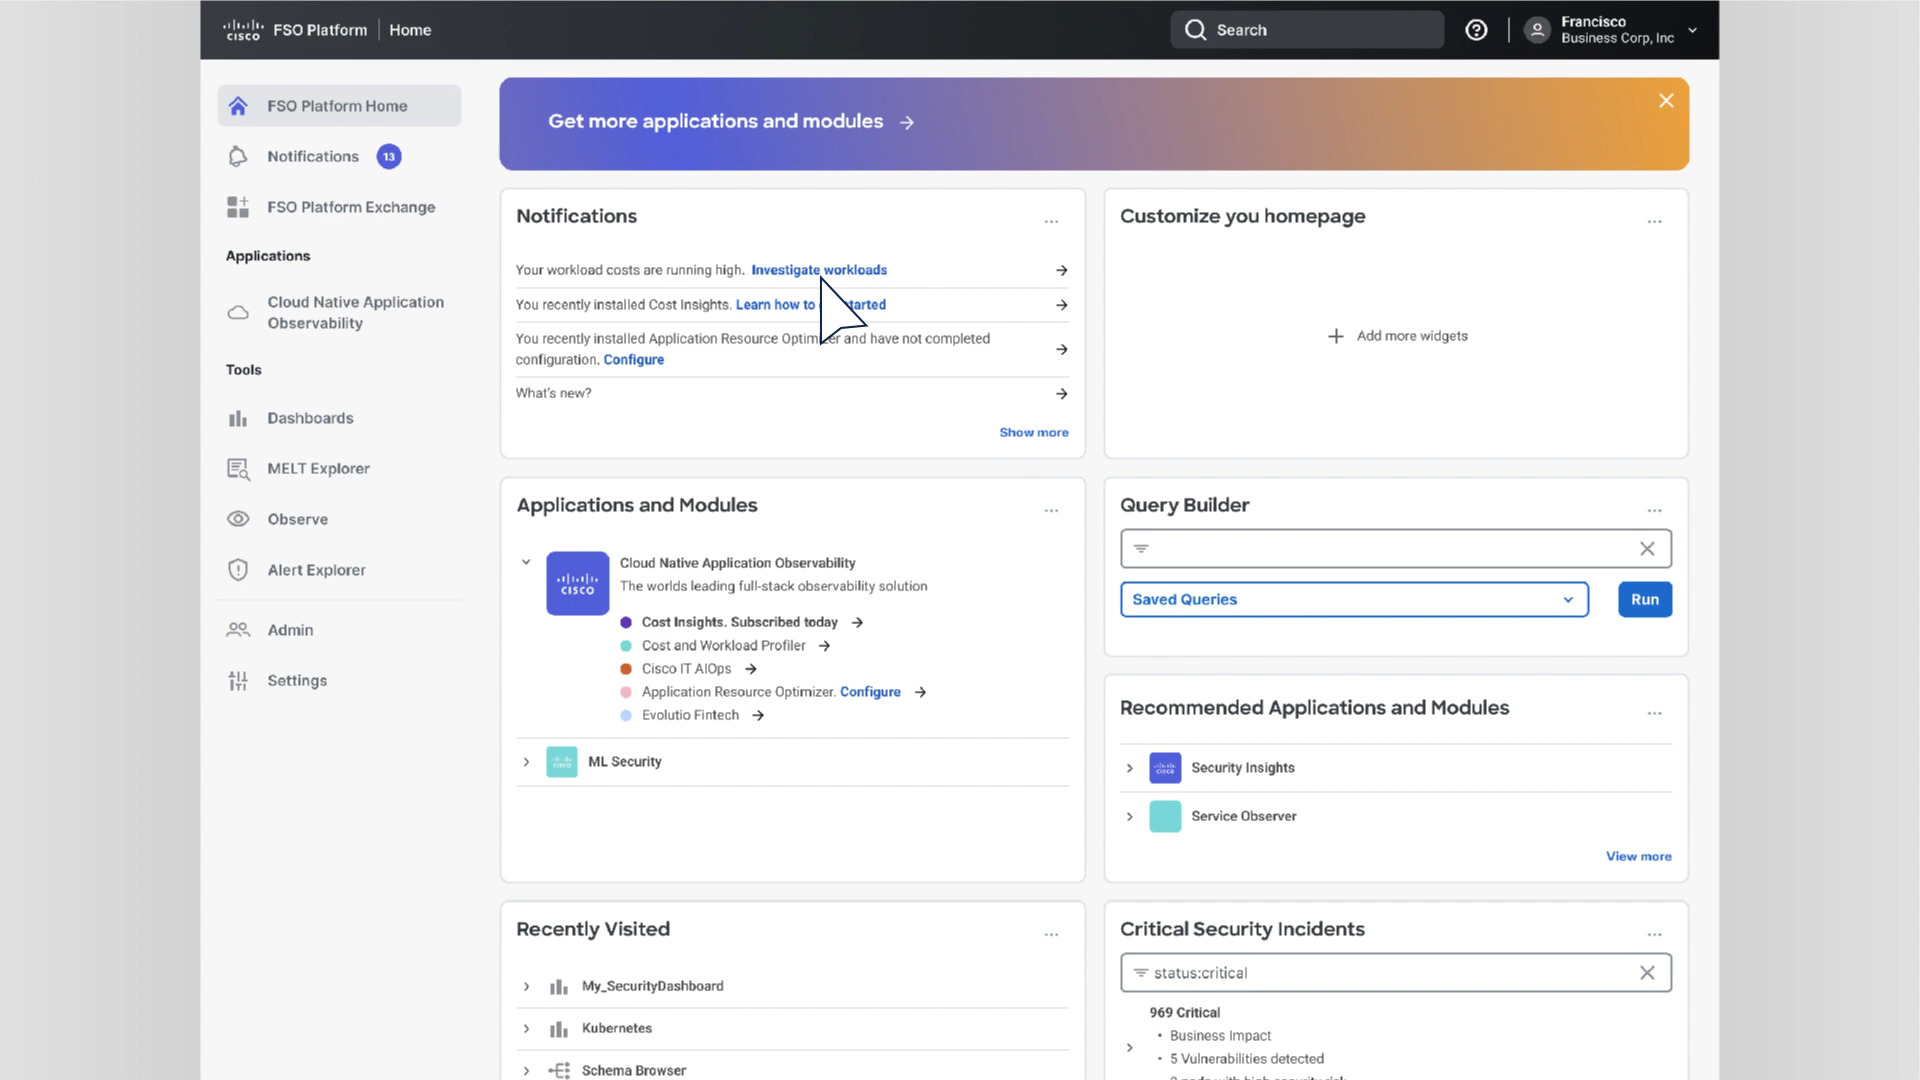 cisco FSO Platform Home
Search
Francisco
Business Corp, Inc
FSO Platform Home
Notifications 13
FSO Platform Exchange
Applications
Cloud Native Application
Observability
Tools
Dashboards
MELT Explorer
Observe
Alert Explorer
Admin
Settings
Get more applications and modules
Notifications
Your workload costs are running high. Investigate workloads
You recently installed Cost Insights. Learn how to started
You recently installed Application Resource Optimizer and have not completed
configuration. Configure
What's new?
Show more
Customize you homepage
Add more widgets
Applications and Modules
cisco
Cloud Native Application Observability
The worlds leading full-stack observability solution
Cost Insights. Subscribed today
Cost and Workload Profiler
Cisco IT AIOps
Application Resource Optimizer. Configure
Evolutio Fintech
cisco ML Security
Query Builder
Saved Queries
Run
Recommended Applications and Modules
cisco Security Insights
Service Observer
View more
Recently Visited
My_SecurityDashboard
Kubernetes
Schema Browser
Critical Security Incidents
status:critical
969 Critical
• Business Impact
• 5 Vulnerabilities detected